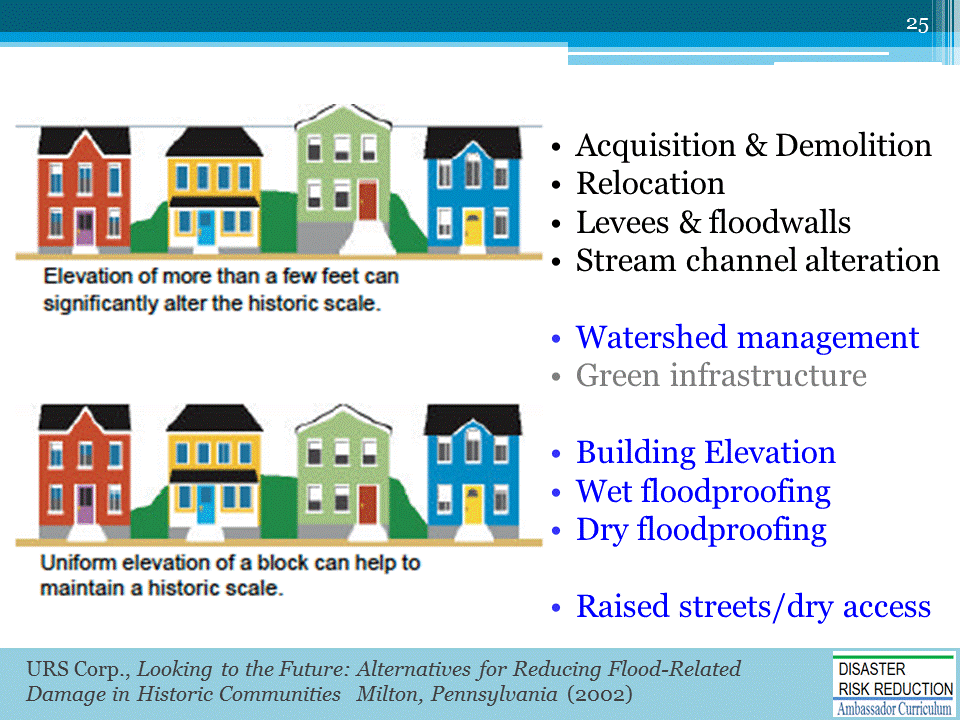 25
• Acquisition & Demolition
• Relocation
• Levees & floodwalls
• Stream channel alteration
• Watershed management
• Green infrastructure
• Building Elevation
• Wet floodproofing
• Dry floodproofing
• Raised streets/dry access
Elevation of more than a few feet can
significantly alter the historic scale.
Uniform elevation of a block can help to
maintain a historic scale.
URS Corp., Looking to the Future: Alternatives for Reducing Flood-Related
Damage in Historic Communities Milton, Pennsylvania (2002)
DISASTER
RISK REDUCTION
Ambassador Curriculum